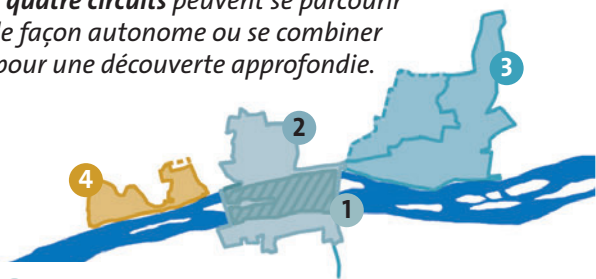 quatre circuits peuvent se parcourir
de façon autonome ou se combiner
pour une découverte approfondie.
3
2
4
1